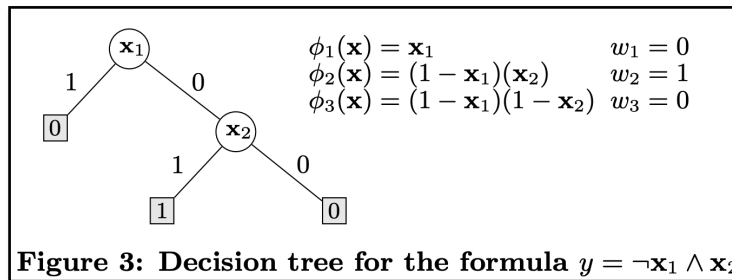 x₁
ϕ₁(x) = x₁ w₁ = 0
ϕ₂(x) = (1 − x₁)(x₂) w₂ = 1
ϕ₃(x) = (1 − x₁)(1 − x₂) w₃ = 0
1 0
0
x₂
1 0
1 0
Figure 3: Decision tree for the formula y = ¬x₁ ∧ x₂